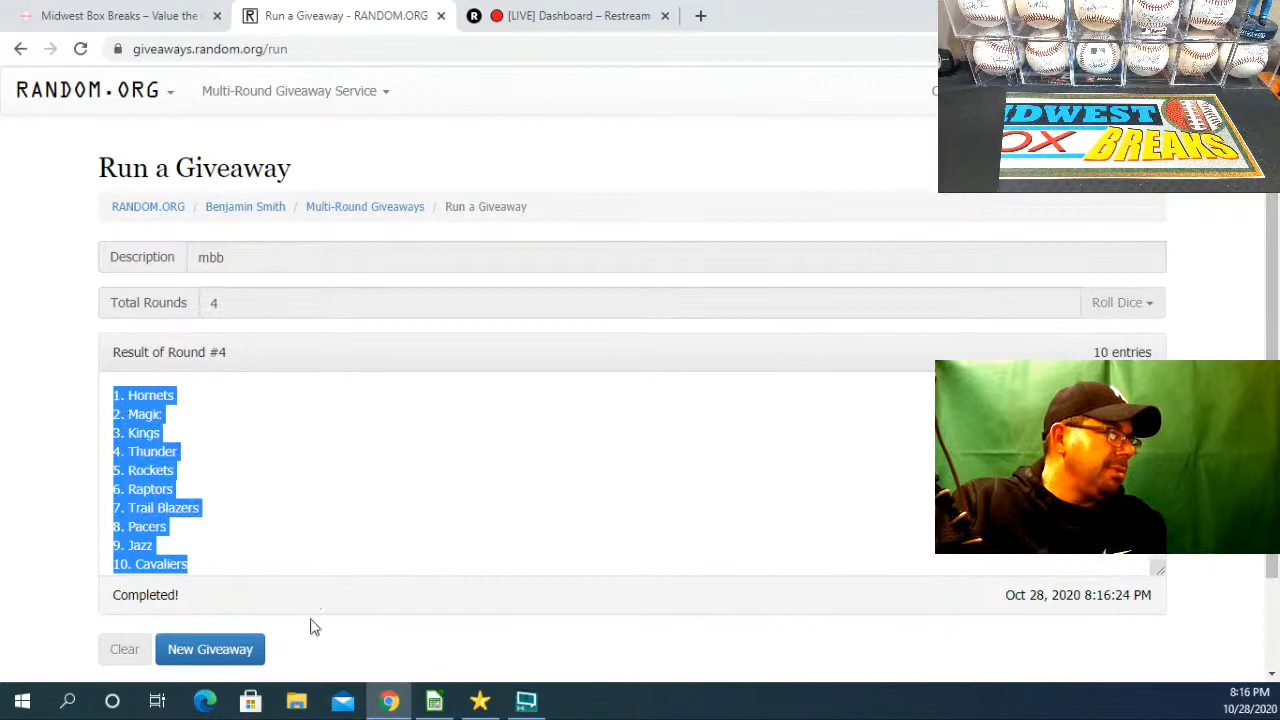 Midwest Box Breaks – Value the
Run a Giveaway - RANDOM.ORG
[LIVE] Dashboard – Restream
giveaways.random.org/run
RANDOM.ORG
Multi-Round Giveaway Service
MIDWEST
BOX BREAKS
Run a Giveaway
RANDOM.ORG / Benjamin Smith / Multi-Round Giveaways / Run a Giveaway
Description mbb
Total Rounds 4 Roll Dice
Result of Round #4 10 entries
1. Hornets
2. Magic
3. Kings
4. Thunder
5. Rockets
6. Raptors
7. Trail Blazers
8. Pacers
9. Jazz
10. Cavaliers
Completed! Oct 28, 2020 8:16:24 PM
Clear New Giveaway
8:16 PM
10/28/2020